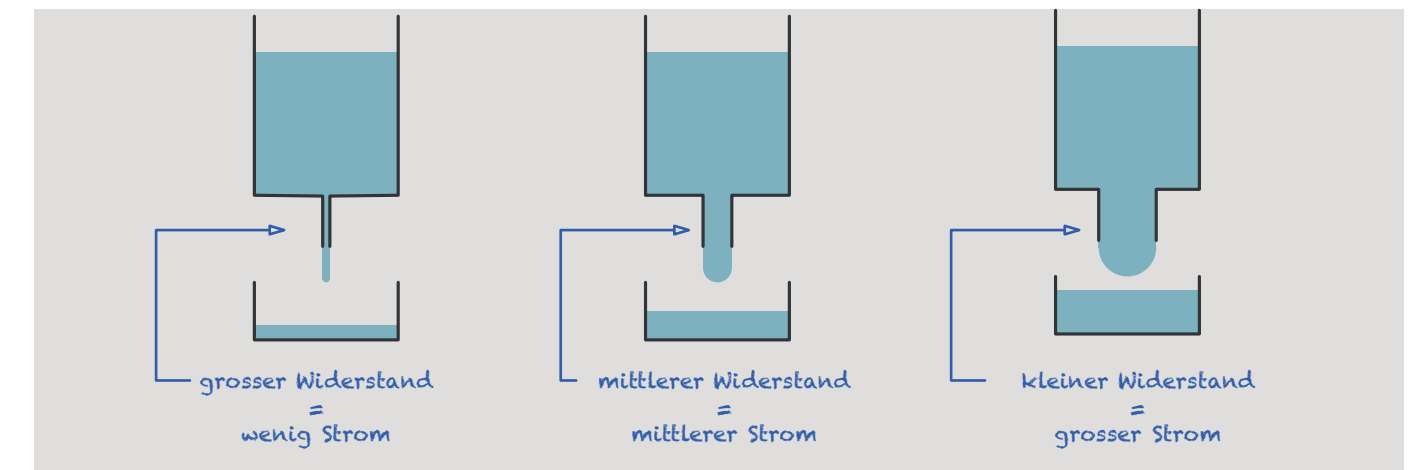 grosser Widerstand
=
wenig Strom
mittlerer Widerstand
=
mittlerer Strom
kleiner Widerstand
=
grosser Strom